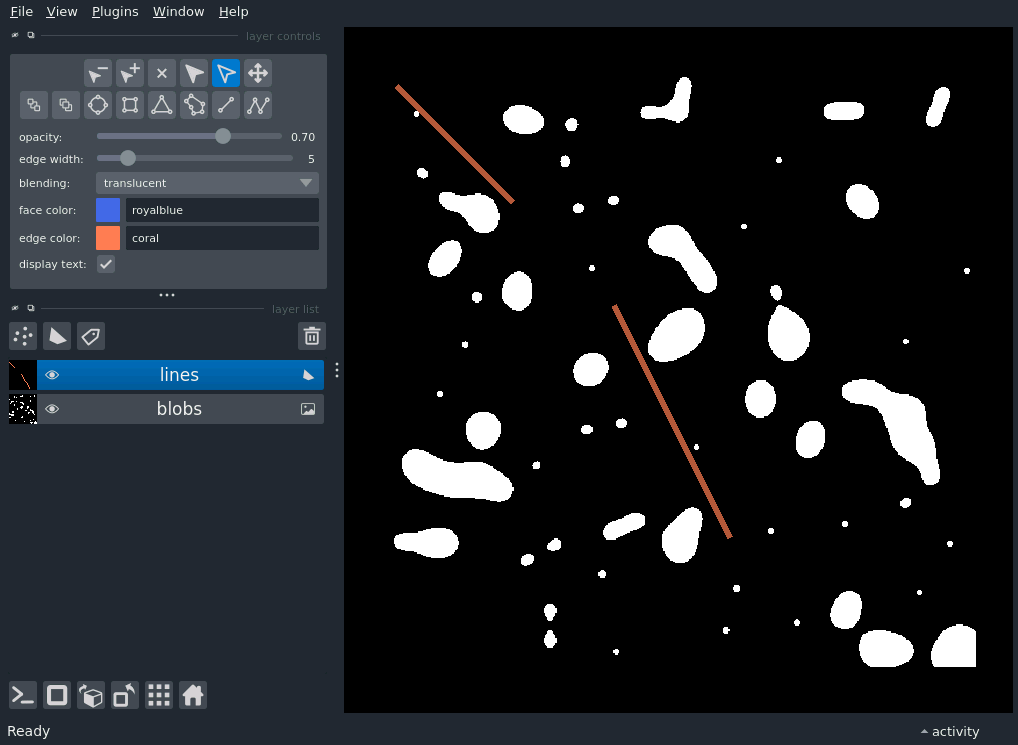 File View Plugins Window Help
layer controls
opacity: 0.70
edge width: 5
blending: translucent
face color: royalblue
edge color: coral
display text:
layer list
lines
blobs
Ready
activity